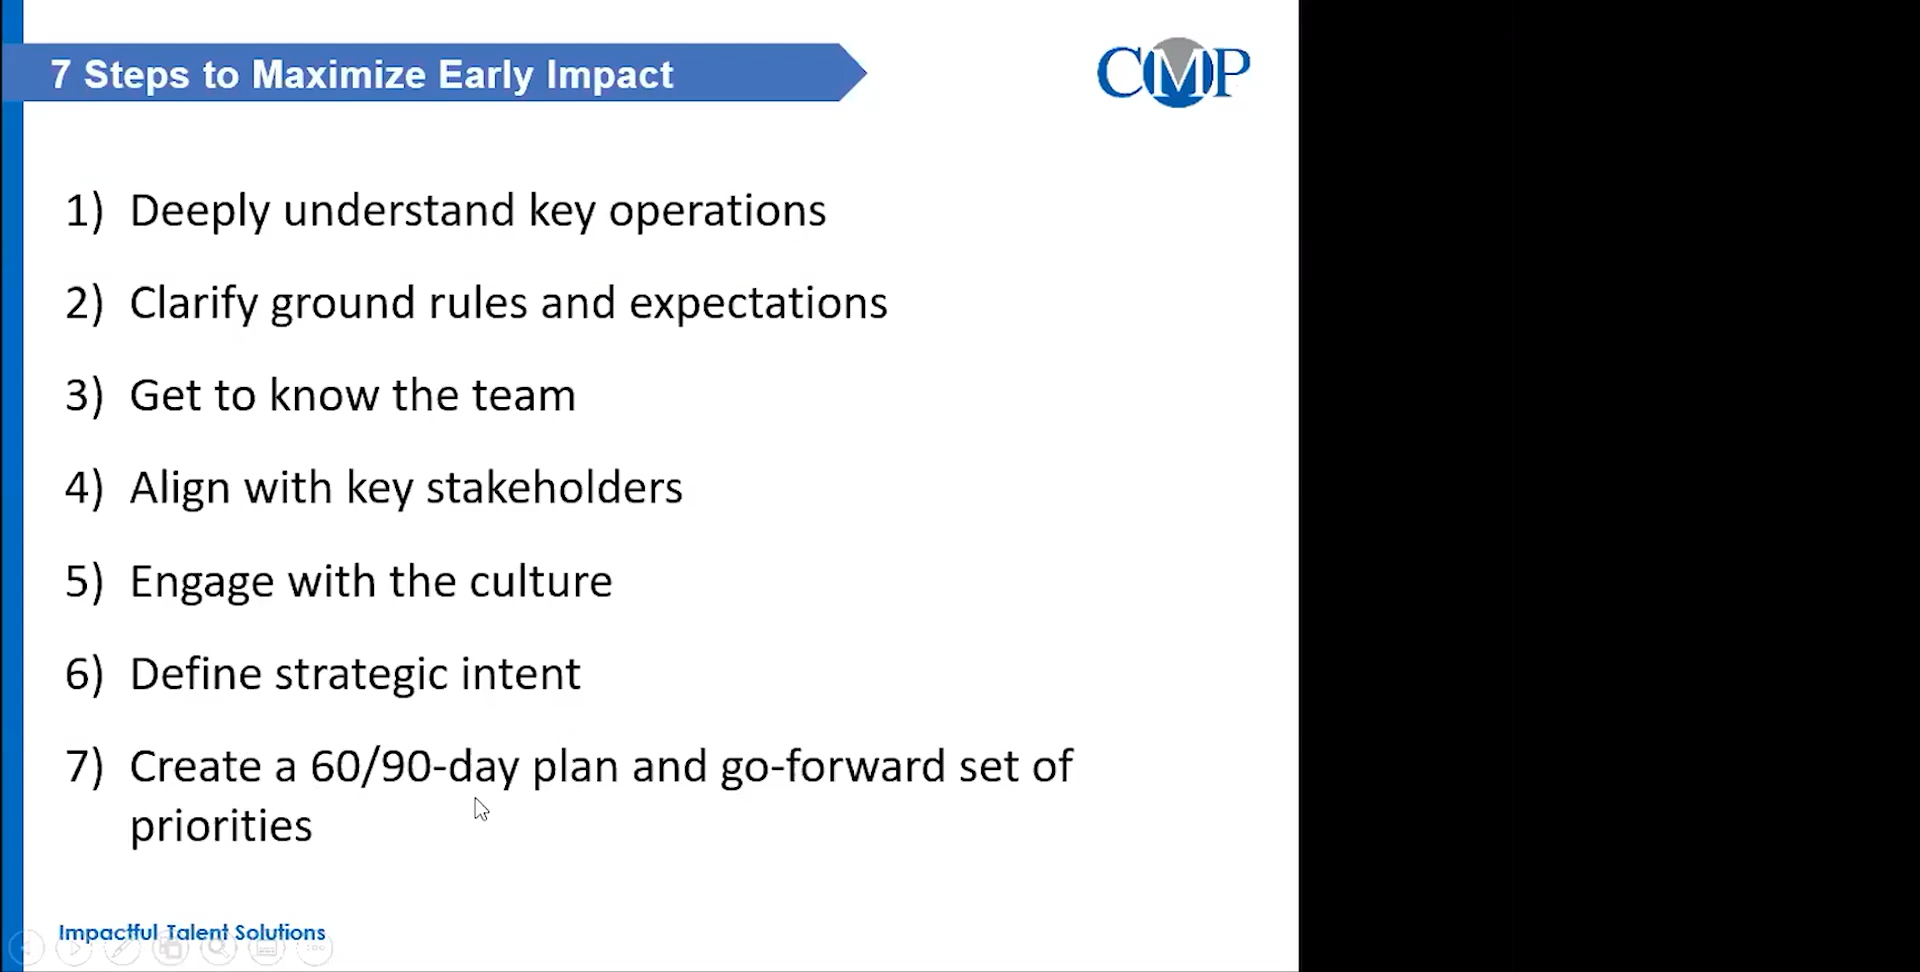 7 Steps to Maximize Early Impact
CMP
1) Deeply understand key operations
2) Clarify ground rules and expectations
3) Get to know the team
4) Align with key stakeholders
5) Engage with the culture
6) Define strategic intent
7) Create a 60/90-day plan and go-forward set of
priorities
Impactful Talent Solutions